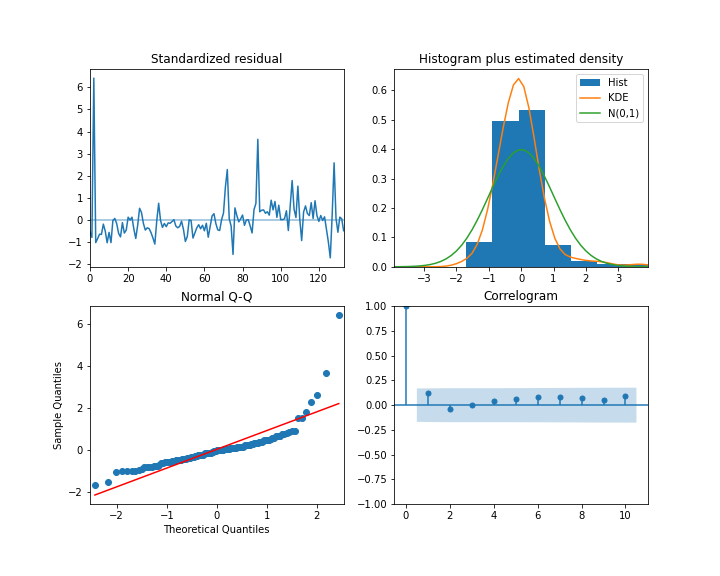 Standardized residual
6
5
4
3
2
1
0
−1
−2
0 20 40 60 80 100 120
Histogram plus estimated density
Hist
KDE
N(0,1)
0.6
0.5
0.4
0.3
0.2
0.1
0.0
−3 −2 −1 0 1 2 3
Normal Q-Q
Sample Quantiles
6
4
2
0
−2
−2 −1 0 1 2
Theoretical Quantiles
Correlogram
1.00
0.75
0.50
0.25
0.00
−0.25
−0.50
−0.75
−1.00
0 2 4 6 8 10